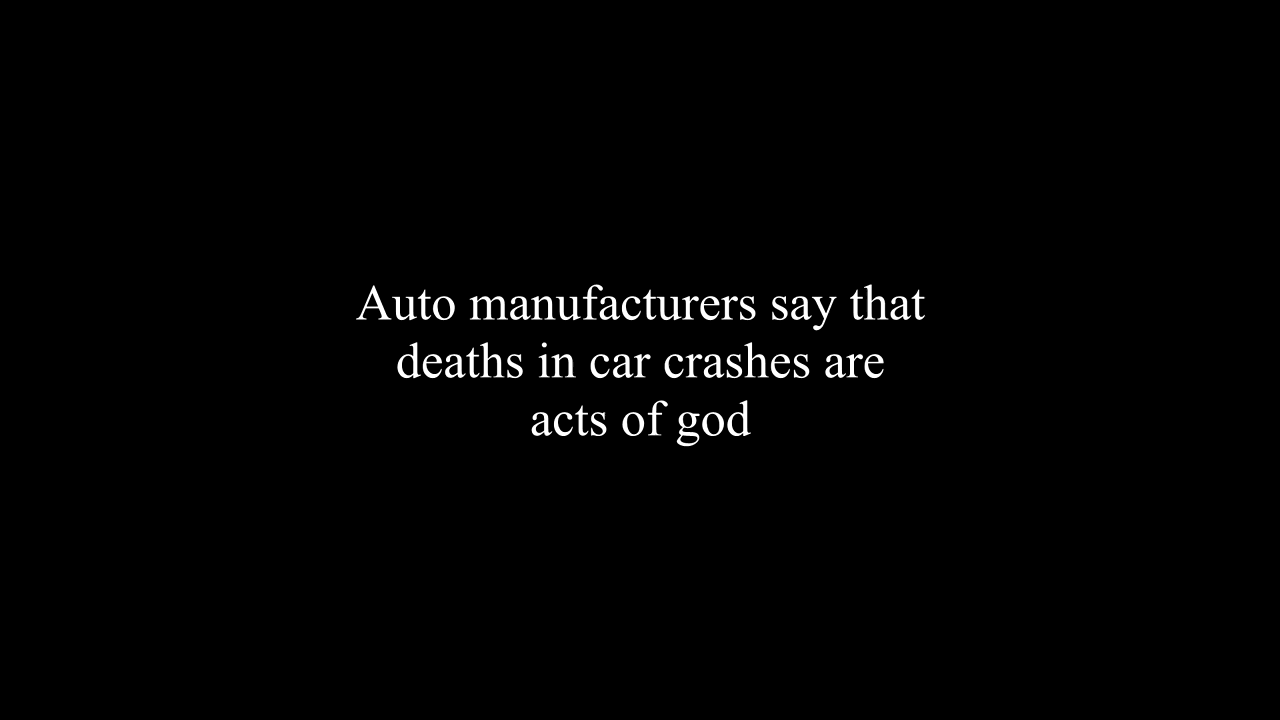 Auto manufacturers say that
deaths in car crashes are
acts of god